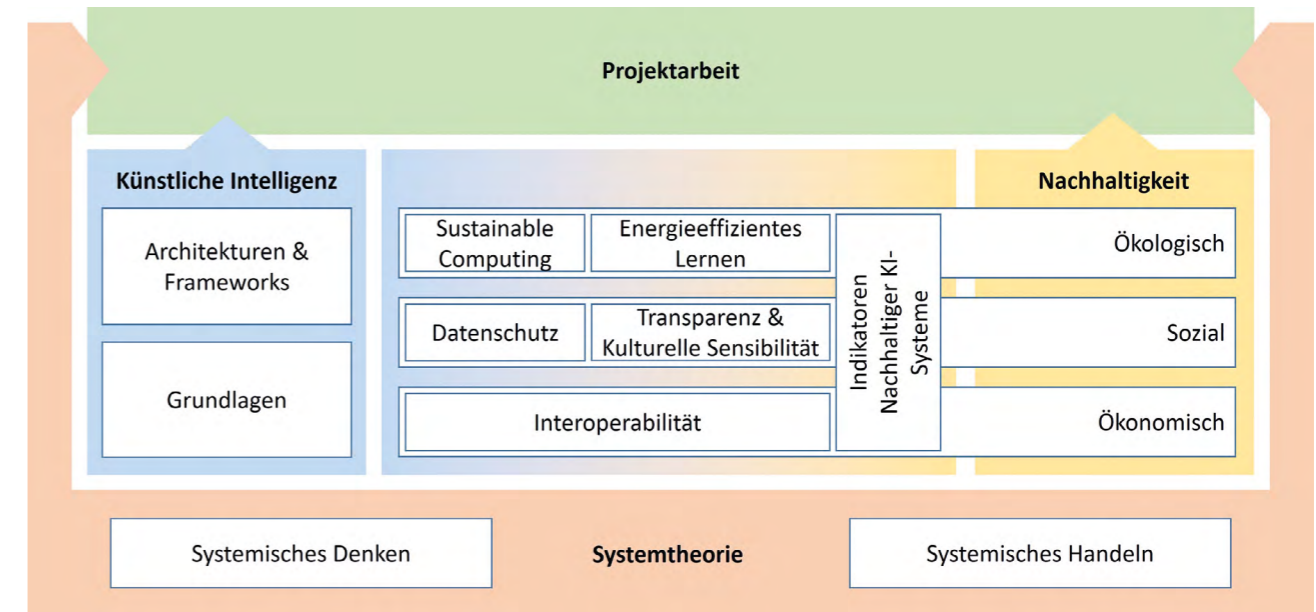 Projektarbeit
Künstliche Intelligenz
Architekturen &
Frameworks
Grundlagen
Sustainable
Computing
Energieeffizientes
Lernen
Datenschutz
Transparenz &
Kulturelle Sensibilität
Interoperabilität
Indikatoren
Nachhaltiger KI-
Systeme
Nachhaltigkeit
Ökologisch
Sozial
Ökonomisch
Systemisches Denken
Systemtheorie
Systemisches Handeln